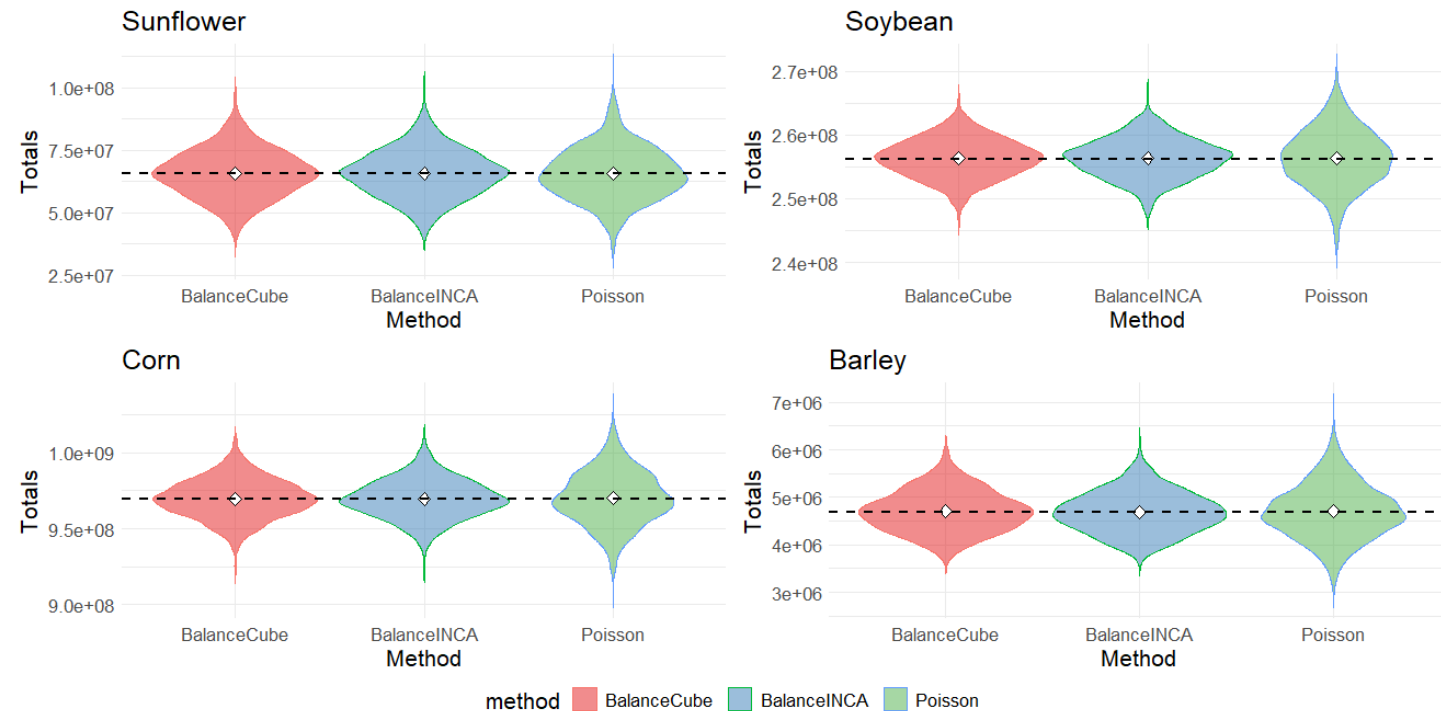 Sunflower
Totals
1.0e+08
7.5e+07
5.0e+07
2.5e+07
BalanceCube BalanceINCA Poisson
Method
Soybean
Totals
2.7e+08
2.6e+08
2.5e+08
2.4e+08
BalanceCube BalanceINCA Poisson
Method
Corn
Totals
1.0e+09
9.5e+08
9.0e+08
BalanceCube BalanceINCA Poisson
Method
Barley
Totals
7e+06
6e+06
5e+06
4e+06
3e+06
BalanceCube BalanceINCA Poisson
Method
method BalanceCube BalanceINCA Poisson